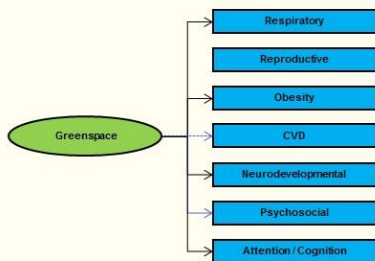 Respiratory
Reproductive
Obesity
Greenspace
CVD
Neurodevelopmental
Psychosocial
Attention / Cognition